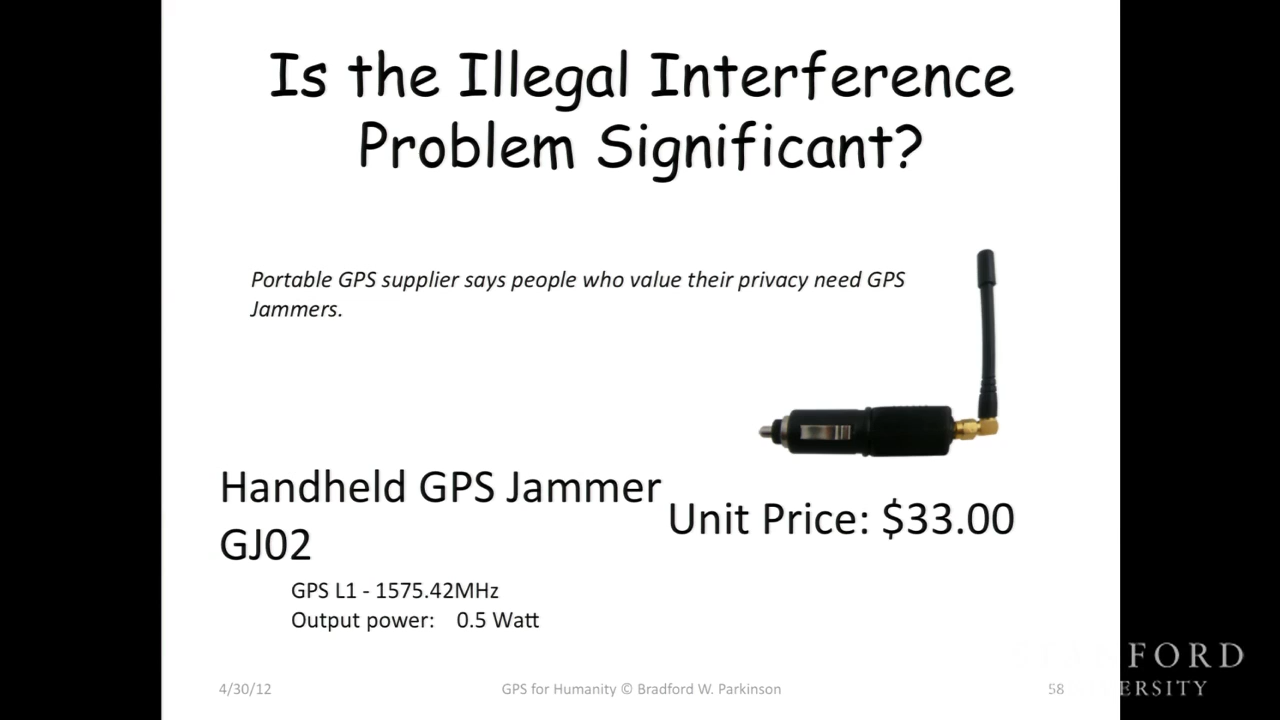 Is the Illegal Interference
Problem Significant?
Portable GPS supplier says people who value their privacy need GPS
Jammers.
Handheld GPS Jammer
GJ02
Unit Price: $33.00
GPS L1 - 1575.42MHz
Output power: 0.5 Watt
4/30/12
GPS for Humanity © Bradford W. Parkinson
58
STANFORD
UNIVERSITY